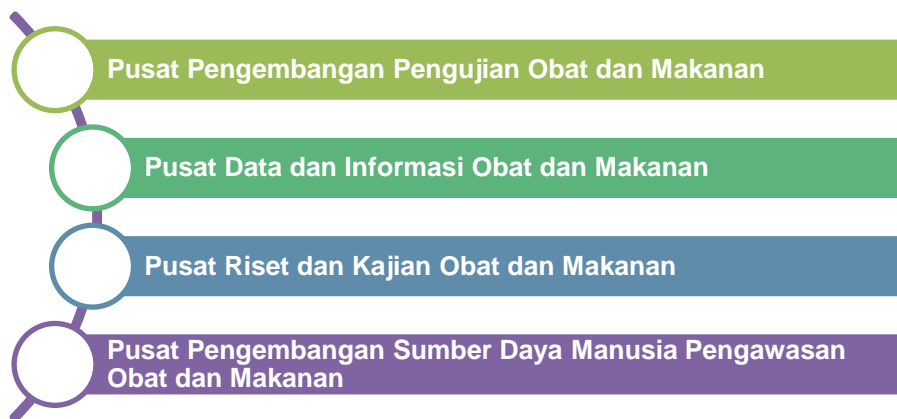 Pusat Pengembangan Pengujian Obat dan Makanan
Pusat Data dan Informasi Obat dan Makanan
Pusat Riset dan Kajian Obat dan Makanan
Pusat Pengembangan Sumber Daya Manusia Pengawasan
Obat dan Makanan